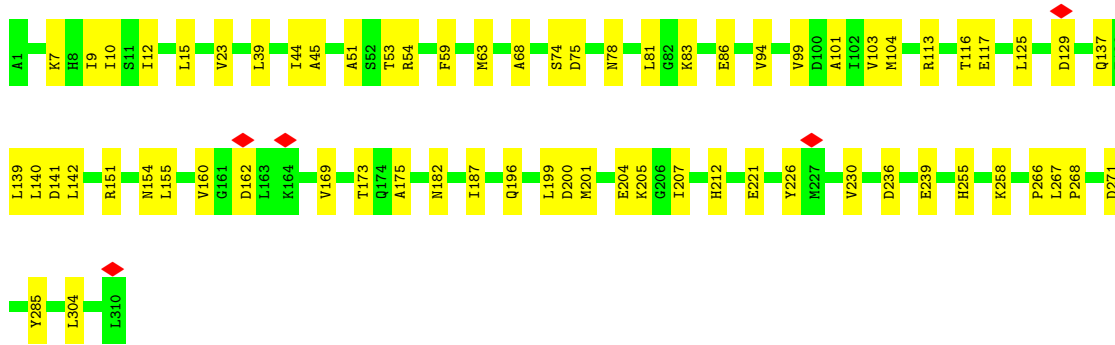 A1 K7 H8 I9 I10 S11 I12 L15 V23 L39 I44 A45 A51 S52 T53 R54 F59 M63 A68 S74 D75 N78 L81 G82 K83 E86 V94 V99 D100 A101 I102 V103 M104 R113 T116 E117 L125 D129 Q137
L139 L140 D141 L142 R151 N154 L155 V160 G161 D162 L163 K164 V169 T173 Q174 A175 N182 I187 Q196 L199 D200 M201 E204 K205 G206 I207 H212 E221 Y226 M227 V230 D236 E239 H255 K258 P266 L267 P268 D271
Y285 L304 L310